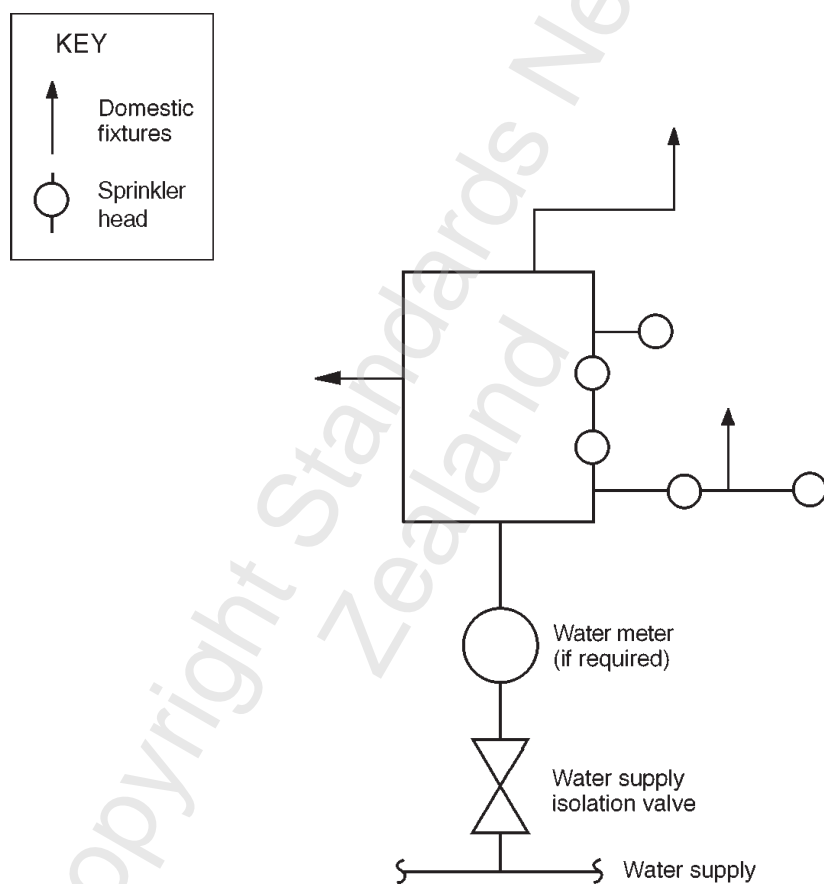 KEY
Domestic
fixtures
Sprinkler
head
Water meter
(if required)
Water supply
isolation valve
Water supply
Copyright Standards New
Zealand